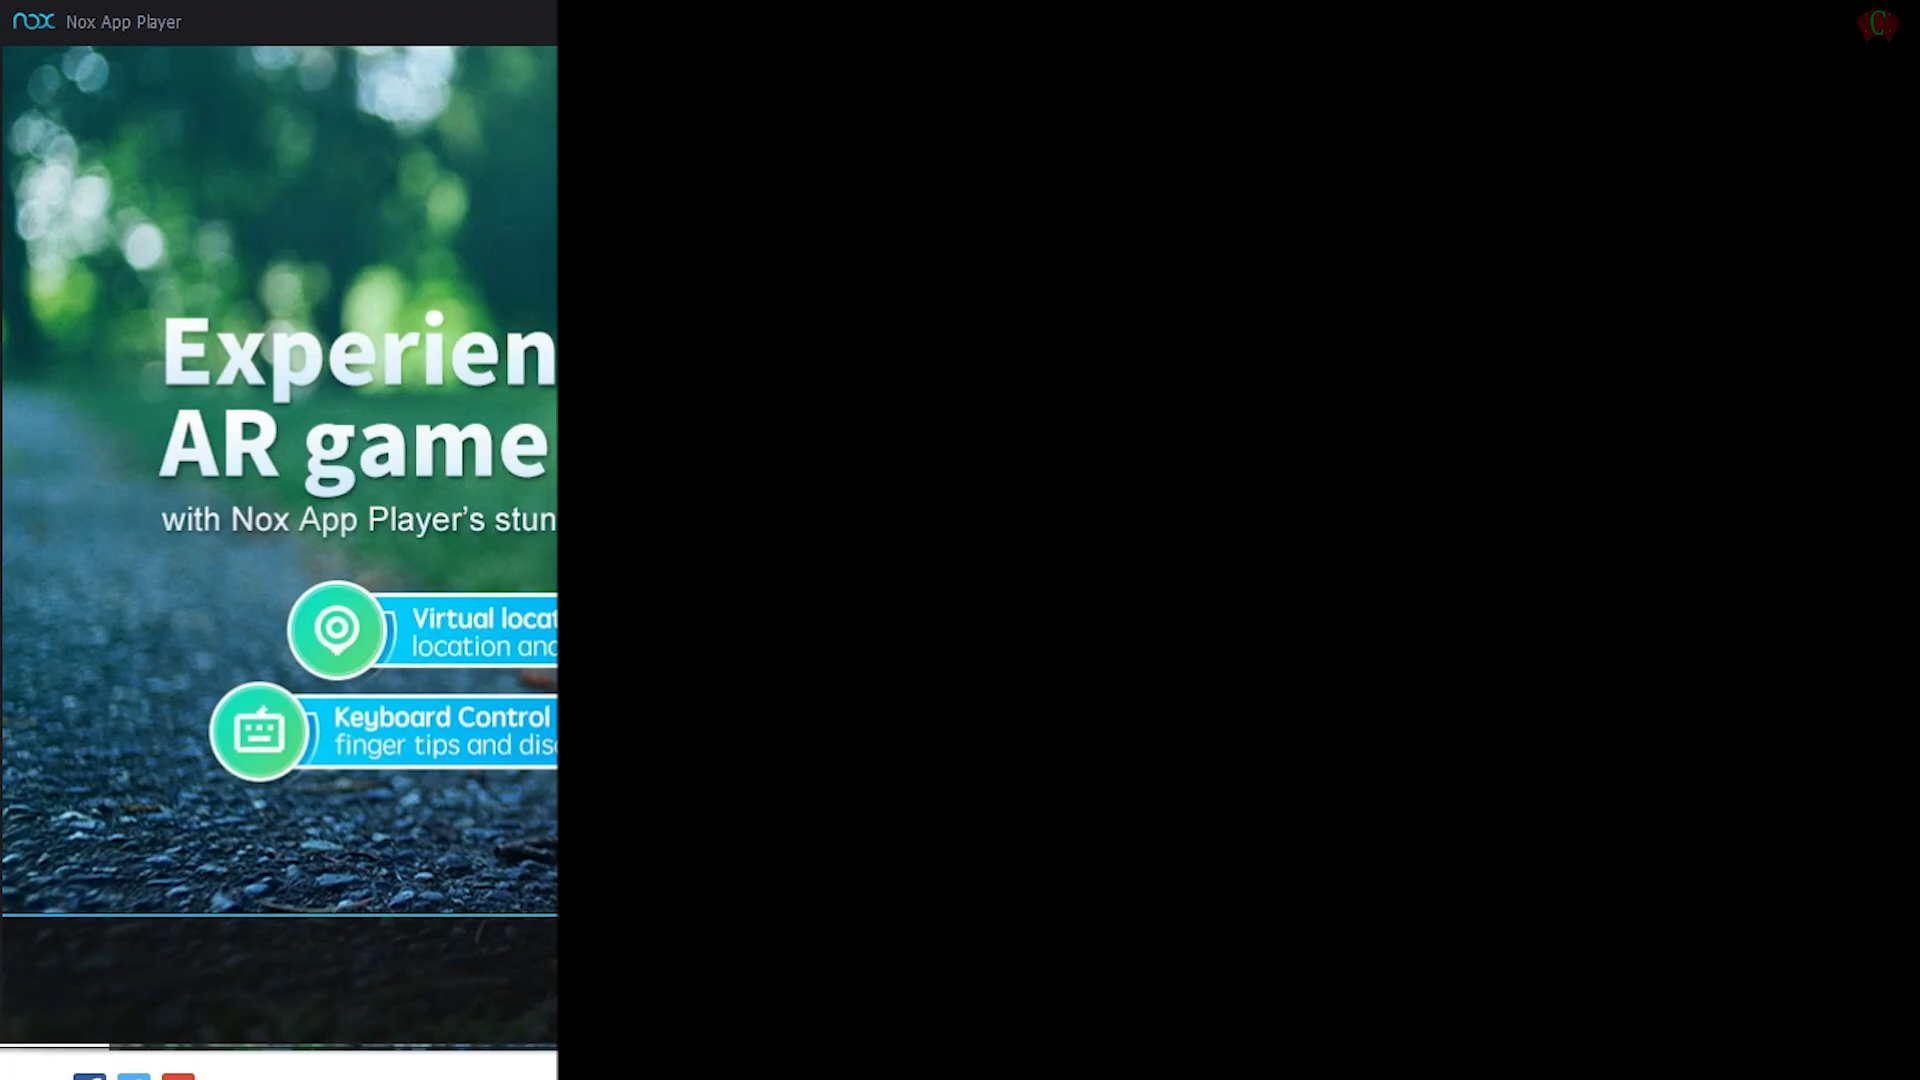 nox Nox App Player
C
Experien
AR game
with Nox App Player’s stun
Virtual locat
location and
Keyboard Control
finger tips and disc